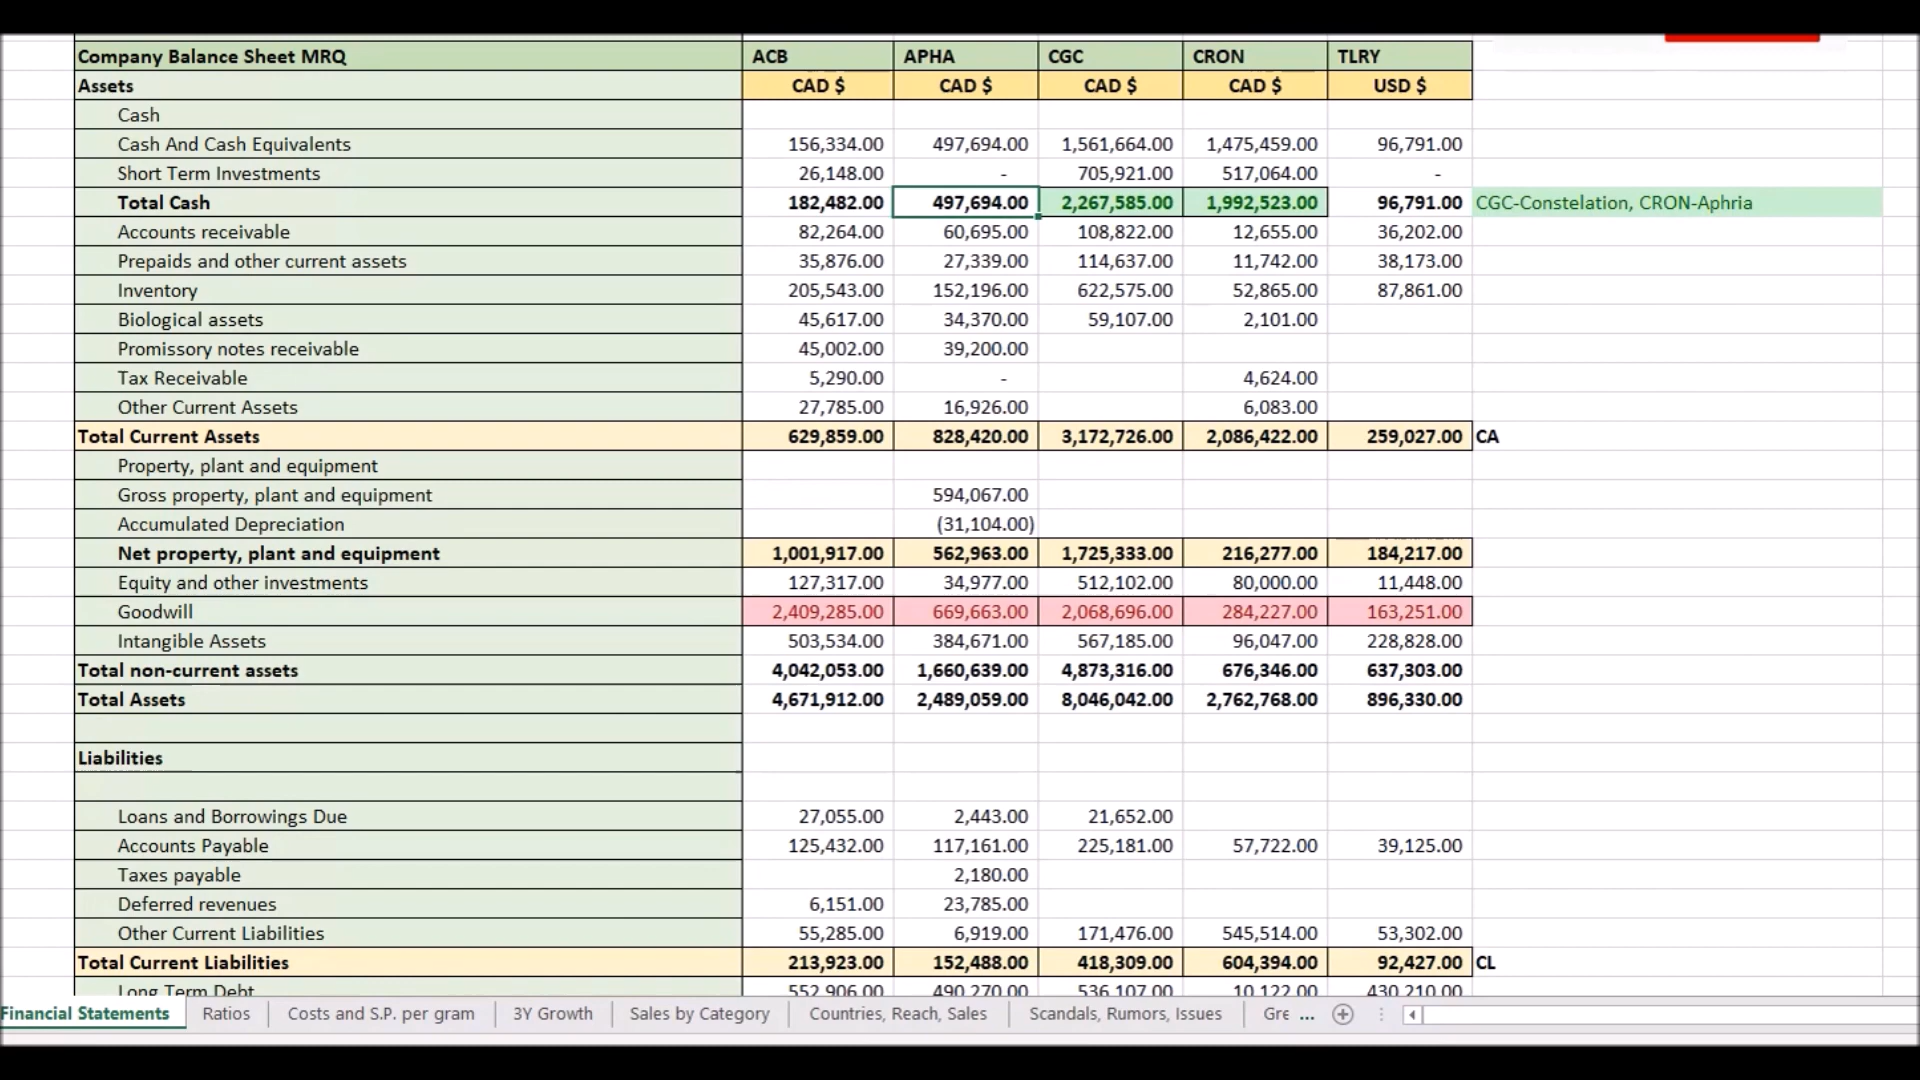 Company Balance Sheet MRQ ACB APHA CGC CRON TLRY
Assets CAD $ CAD $ CAD $ CAD $ USD $
Cash
Cash And Cash Equivalents 156,334.00 497,694.00 1,561,664.00 1,475,459.00 96,791.00
Short Term Investments 26,148.00 - 705,921.00 517,064.00 -
Total Cash 182,482.00 497,694.00 2,267,585.00 1,992,523.00 96,791.00 CGC-Constelation, CRON-Aphria
Accounts receivable 82,264.00 60,695.00 108,822.00 12,655.00 36,202.00
Prepaids and other current assets 35,876.00 27,339.00 114,637.00 11,742.00 38,173.00
Inventory 205,543.00 152,196.00 622,575.00 52,865.00 87,861.00
Biological assets 45,617.00 34,370.00 59,107.00 2,101.00
Promissory notes receivable 45,002.00 39,200.00
Tax Receivable 5,290.00 - 4,624.00
Other Current Assets 27,785.00 16,926.00 6,083.00
Total Current Assets 629,859.00 828,420.00 3,172,726.00 2,086,422.00 259,027.00 CA
Property, plant and equipment
Gross property, plant and equipment 594,067.00
Accumulated Depreciation (31,104.00)
Net property, plant and equipment 1,001,917.00 562,963.00 1,725,333.00 216,277.00 184,217.00
Equity and other investments 127,317.00 34,977.00 512,102.00 80,000.00 11,448.00
Goodwill 2,409,285.00 669,663.00 2,068,696.00 284,227.00 163,251.00
Intangible Assets 503,534.00 384,671.00 567,185.00 96,047.00 228,828.00
Total non-current assets 4,042,053.00 1,660,639.00 4,873,316.00 676,346.00 637,303.00
Total Assets 4,671,912.00 2,489,059.00 8,046,042.00 2,762,768.00 896,330.00
Liabilities
Loans and Borrowings Due 27,055.00 2,443.00 21,652.00
Accounts Payable 125,432.00 117,161.00 225,181.00 57,722.00 39,125.00
Taxes payable 2,180.00
Deferred revenues 6,151.00 23,785.00
Other Current Liabilities 55,285.00 6,919.00 171,476.00 545,514.00 53,302.00
Total Current Liabilities 213,923.00 152,488.00 418,309.00 604,394.00 92,427.00 CL
Long Term Debt 552,906.00 490,270.00 536,107.00 10,122.00 430,210.00
Financial Statements Ratios Costs and S.P. per gram 3Y Growth Sales by Category Countries, Reach, Sales Scandals, Rumors, Issues Gre ...